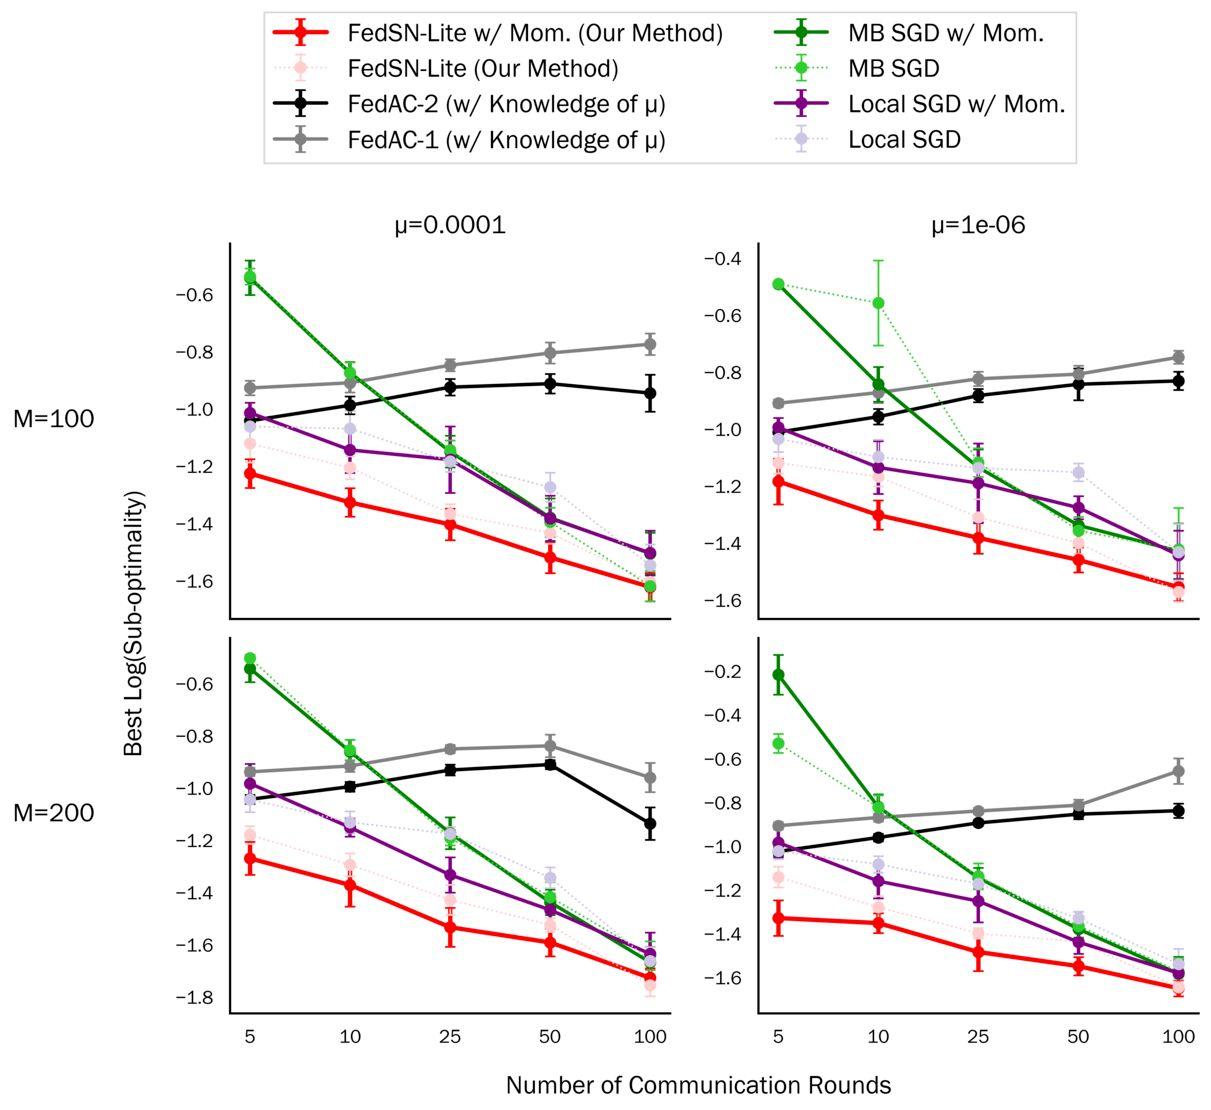 FedSN-Lite w/ Mom. (Our Method)
FedSN-Lite (Our Method)
FedAC-2 (w/ Knowledge of μ)
FedAC-1 (w/ Knowledge of μ)
MB SGD w/ Mom.
MB SGD
Local SGD w/ Mom.
Local SGD
μ=0.0001
μ=1e-06
M=100
−0.6
−0.8
−1.0
−1.2
−1.4
−1.6
−0.4
−0.6
−0.8
−1.0
−1.2
−1.4
−1.6
Best Log(Sub-optimality)
M=200
−0.6
−0.8
−1.0
−1.2
−1.4
−1.6
−1.8
−0.2
−0.4
−0.6
−0.8
−1.0
−1.2
−1.4
−1.6
5 10 25 50 100
5 10 25 50 100
Number of Communication Rounds